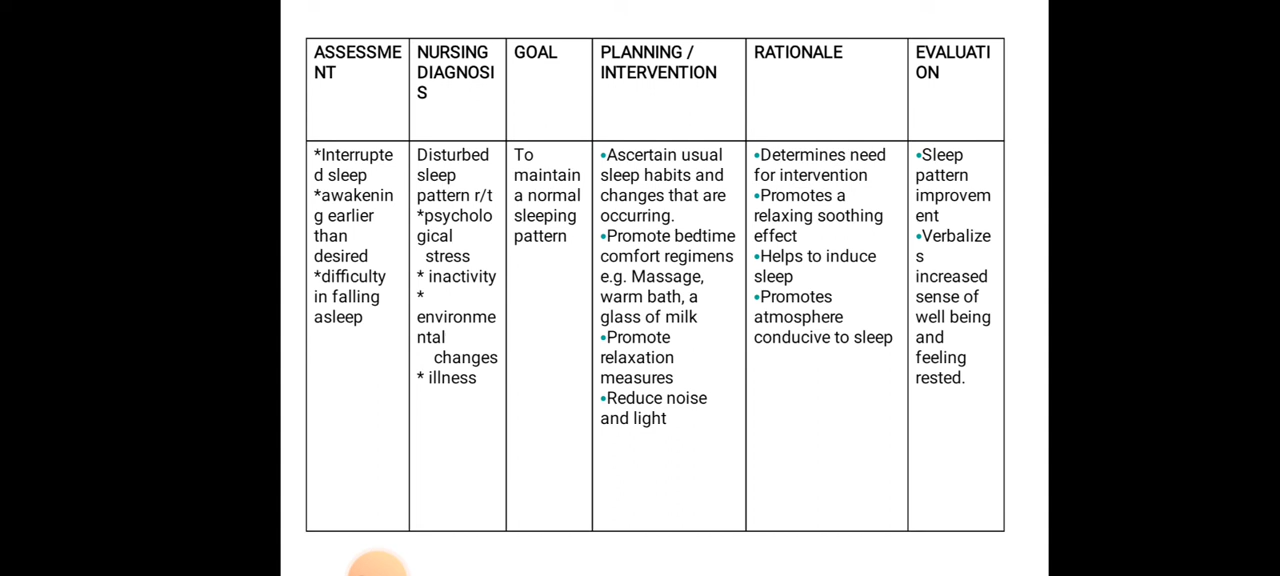 ASSESSME
NT
NURSING
DIAGNOSI
S
GOAL
PLANNING /
INTERVENTION
RATIONALE
EVALUATI
ON
*Interrupte
d sleep
*awakenin
g earlier
than
desired
*difficulty
in falling
asleep
Disturbed
sleep
pattern r/t
*psycholo
gical
stress
* inactivity
*
environme
ntal
changes
* illness
To
maintain
a normal
sleeping
pattern
•Ascertain usual
sleep habits and
changes that are
occurring.
•Promote bedtime
comfort regimens
e.g. Massage,
warm bath, a
glass of milk
•Promote
relaxation
measures
•Reduce noise
and light
•Determines need
for intervention
•Promotes a
relaxing soothing
effect
•Helps to induce
sleep
•Promotes
atmosphere
conducive to sleep
•Sleep
pattern
improvem
ent
•Verbalize
s
increased
sense of
well being
and
feeling
rested.